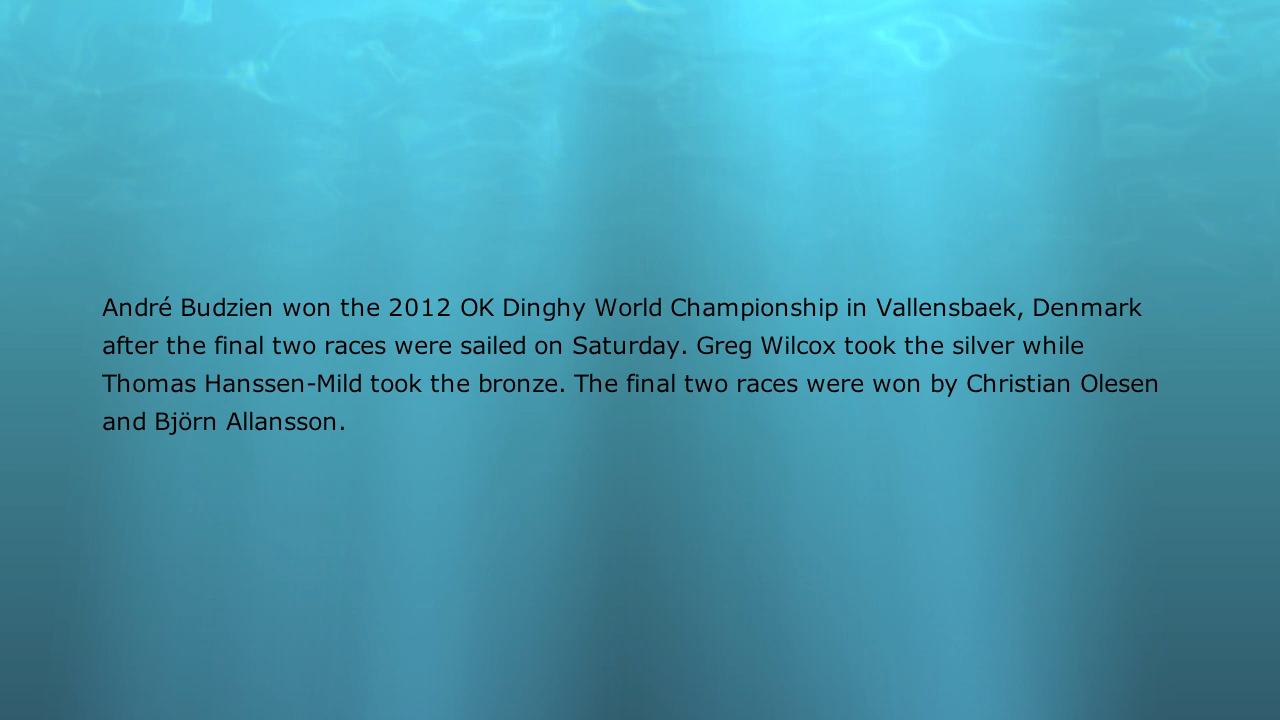 André Budzien won the 2012 OK Dinghy World Championship in Vallensbaek, Denmark
after the final two races were sailed on Saturday. Greg Wilcox took the silver while
Thomas Hanssen-Mild took the bronze. The final two races were won by Christian Olesen
and Björn Allansson.